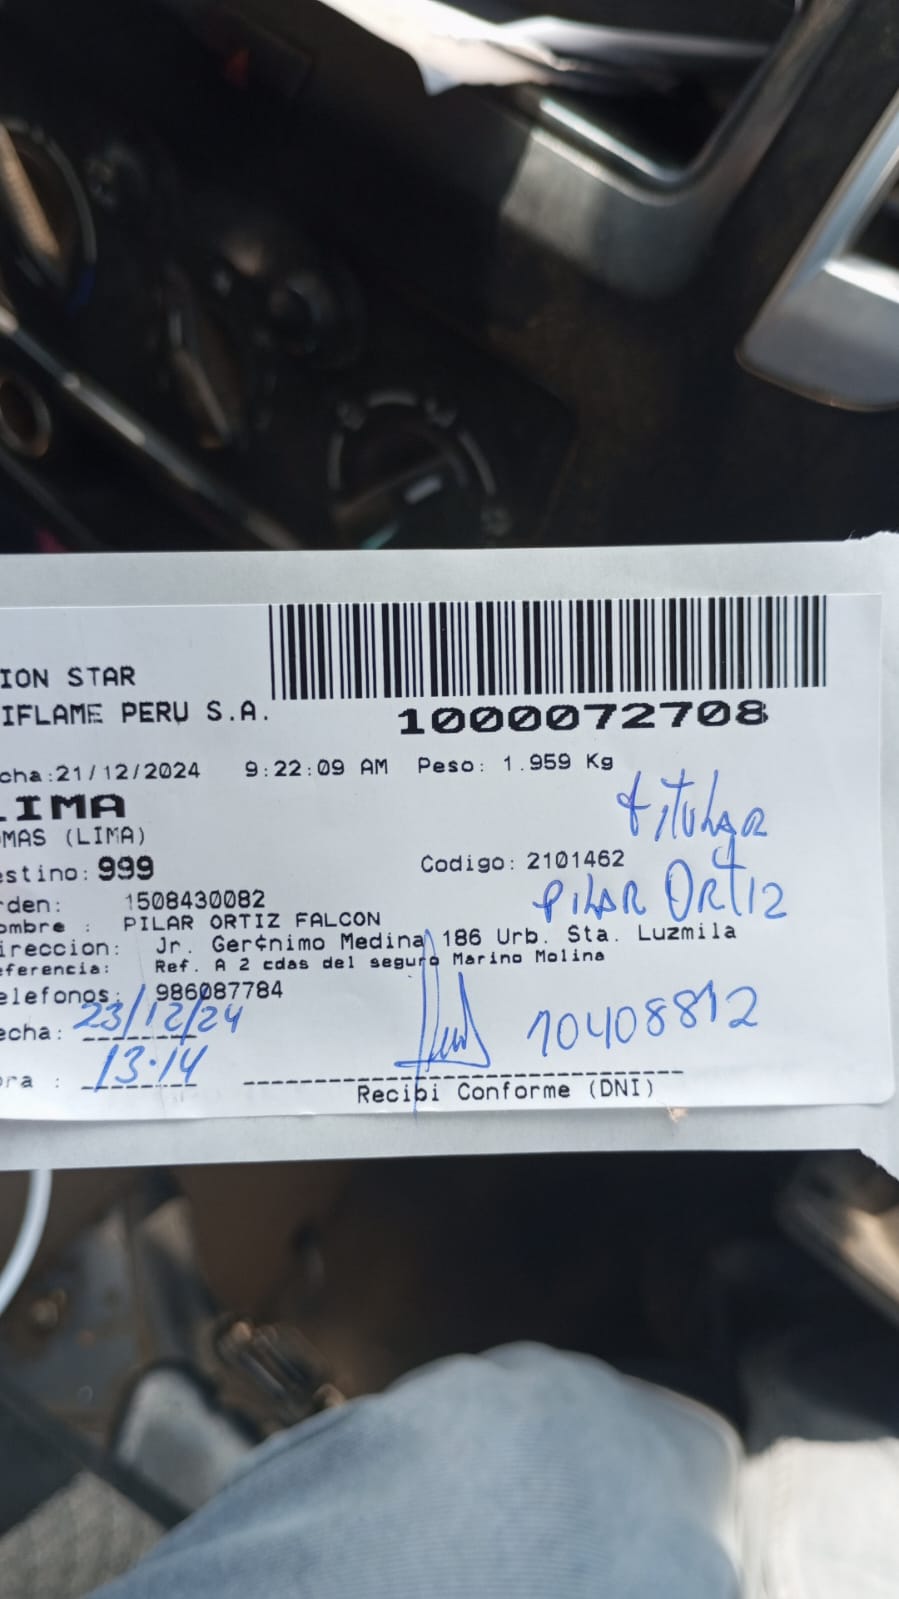 ION STAR
IFLAME PERU S.A.
1000072708
cha:21/12/2024 9:22:09 AM Peso: 1.959 Kg
LIMA
titular
MAS (LIMA)
stino: 999 Codigo: 2101462
rden: 1508430082
PILAR ORTIZ
ombre : PILAR ORTIZ FALCON
ireccion: Jr. Ger¢nimo Medina 186 Urb. Sta. Luzmila
eferencia: Ref. A 2 cdas del seguro Marino Molina
elefonos: 986087784
echa: 23/12/24
10408812
ora : 13:14
Recibi Conforme (DNI)